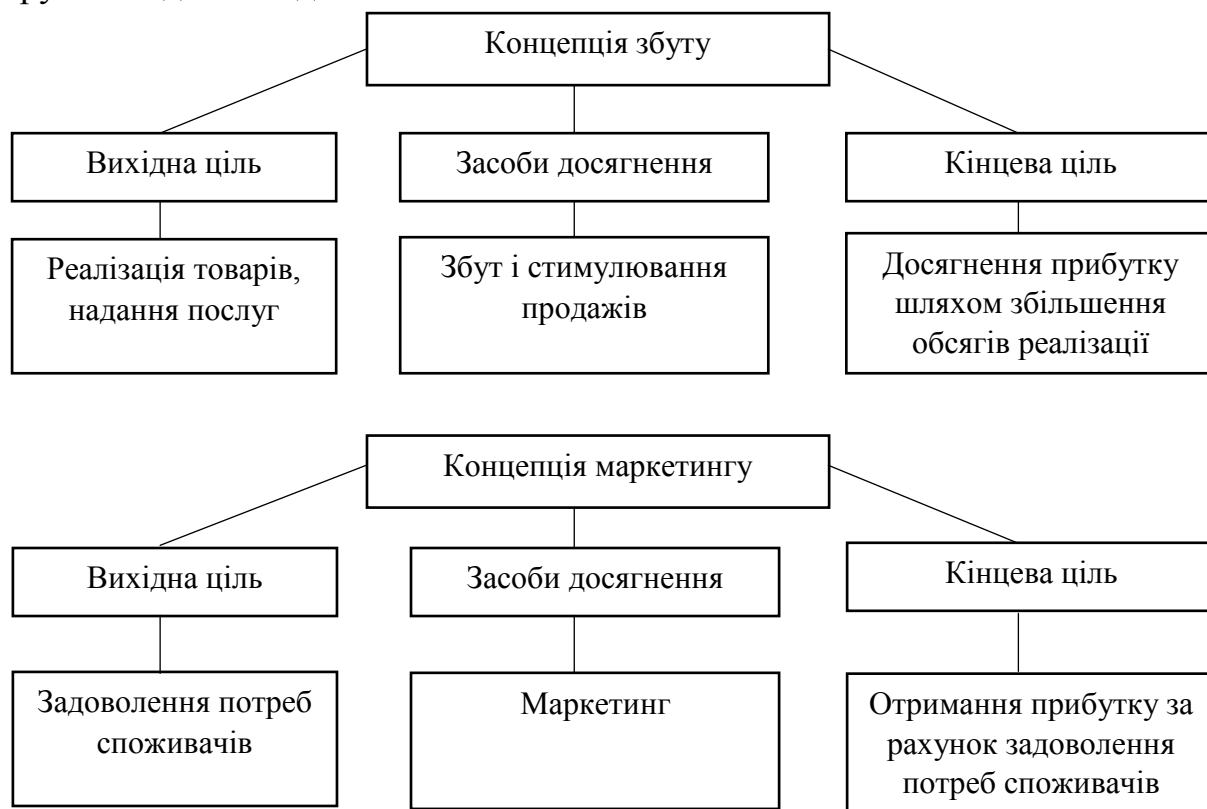 Концепція збуту
Вихідна ціль
Засоби досягнення
Кінцева ціль
Реалізація товарів,
надання послуг
Збут і стимулювання
продажів
Досягнення прибутку
шляхом збільшення
обсягів реалізації
Концепція маркетингу
Вихідна ціль
Засоби досягнення
Кінцева ціль
Задоволення потреб
споживачів
Маркетинг
Отримання прибутку за
рахунок задоволення
потреб споживачів